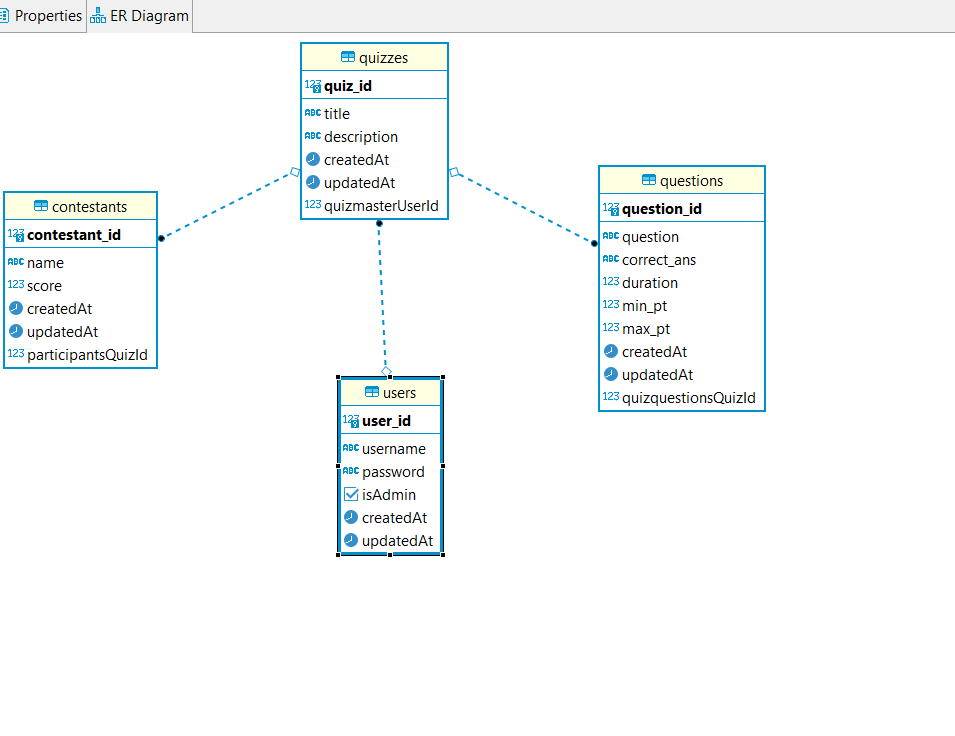 Properties
ER Diagram
quizzes
123 quiz_id
ABC title
ABC description
createdAt
updatedAt
123 quizmasterUserId
contestants
123 contestant_id
ABC name
123 score
createdAt
updatedAt
123 participantsQuizId
questions
123 question_id
ABC question
ABC correct_ans
123 duration
123 min_pt
123 max_pt
createdAt
updatedAt
123 quizquestionsQuizId
users
123 user_id
ABC username
ABC password
isAdmin
createdAt
updatedAt